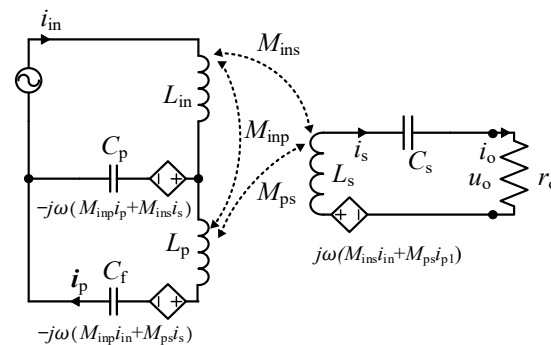 i_in
M_ins
L_in
M_inp
C_p
i_s
C_s
i_o
L_s
u_o
r_o
M_ps
−jω(M_inp i_p+M_ins i_s)
L_p
jω(M_ins i_in+M_ps i_p1)
i_p
C_f
−jω(M_inp i_in+M_ps i_s)